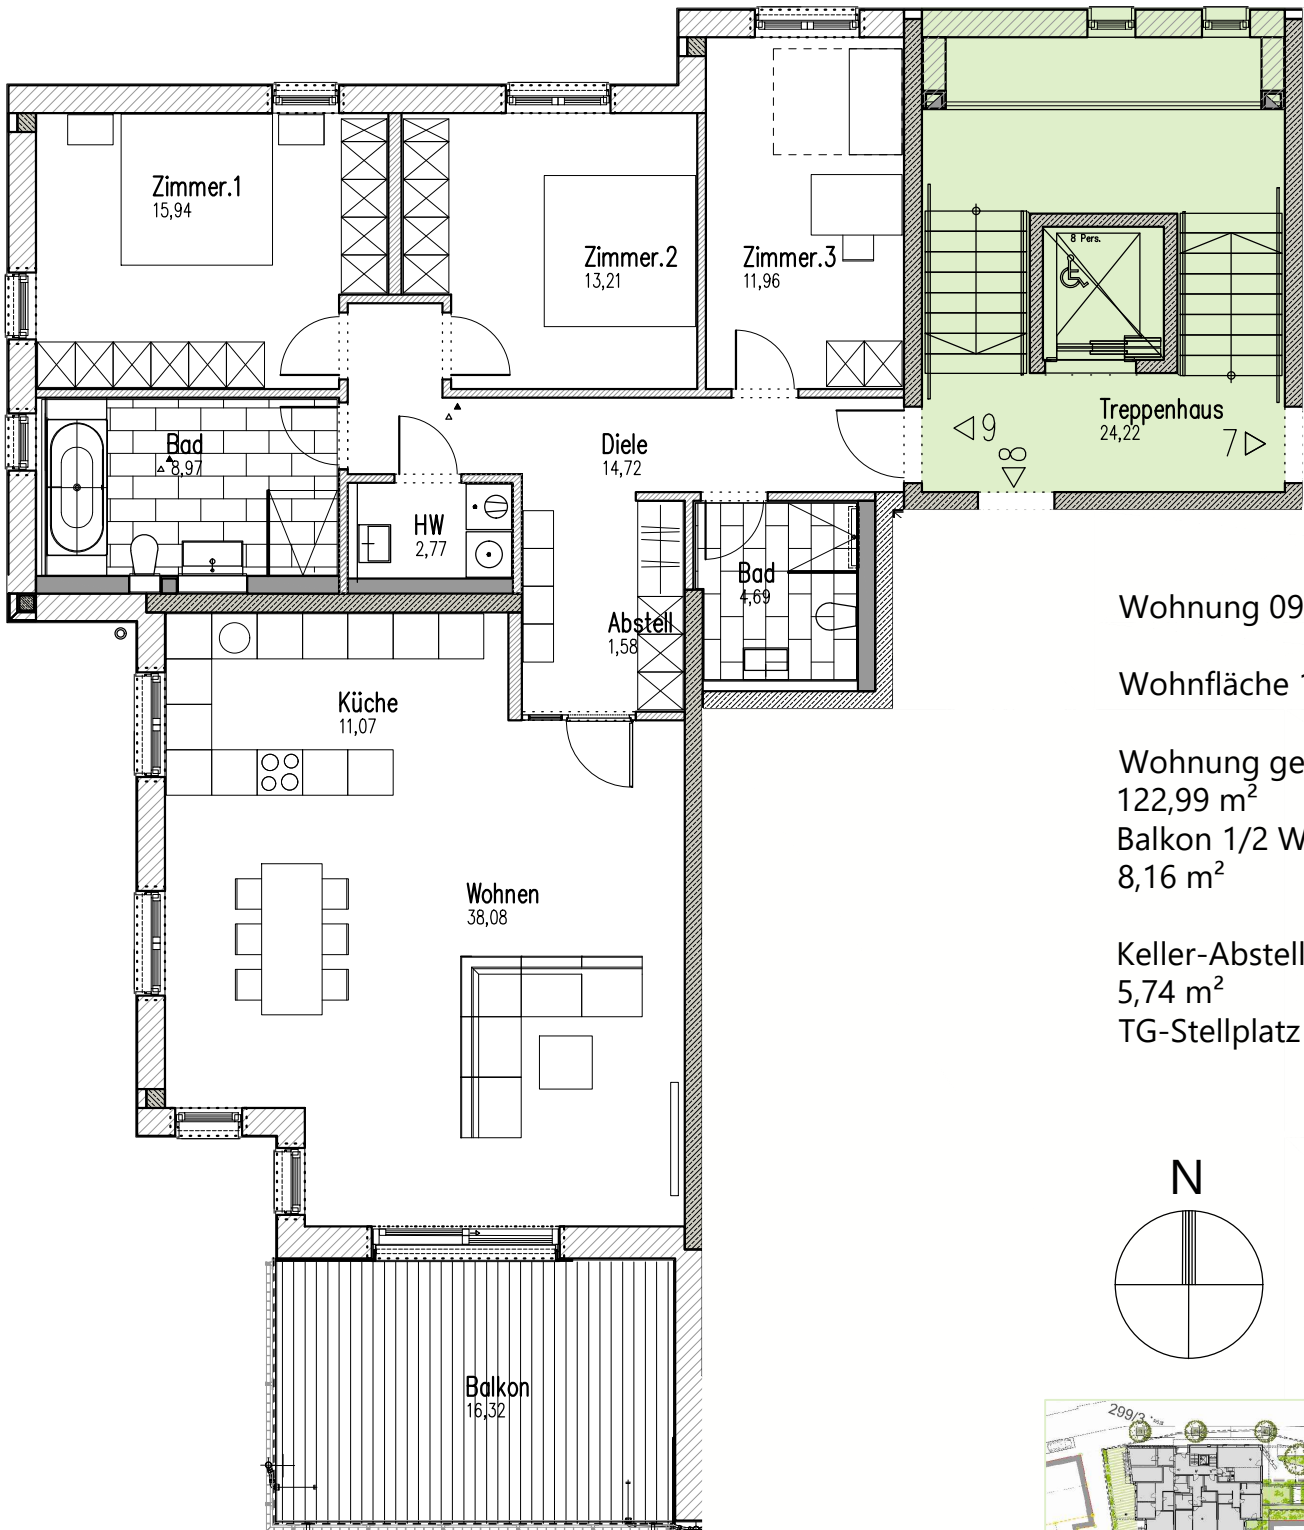 Zimmer.1
15,94
Zimmer.2
13,21
Zimmer.3
11,96
8 Pers.
Treppenhaus
24,22
9
8
7
Bad
8,97
Diele
14,72
HW
2,77
Bad
4,69
Abstell
1,58
Küche
11,07
Wohnen
38,08
Balkon
16,32
Wohnung 09
Wohnfläche
Wohnung ge
122,99 m²
Balkon 1/2 W
8,16 m²
Keller-Abstell
5,74 m²
TG-Stellplatz
N
299/3